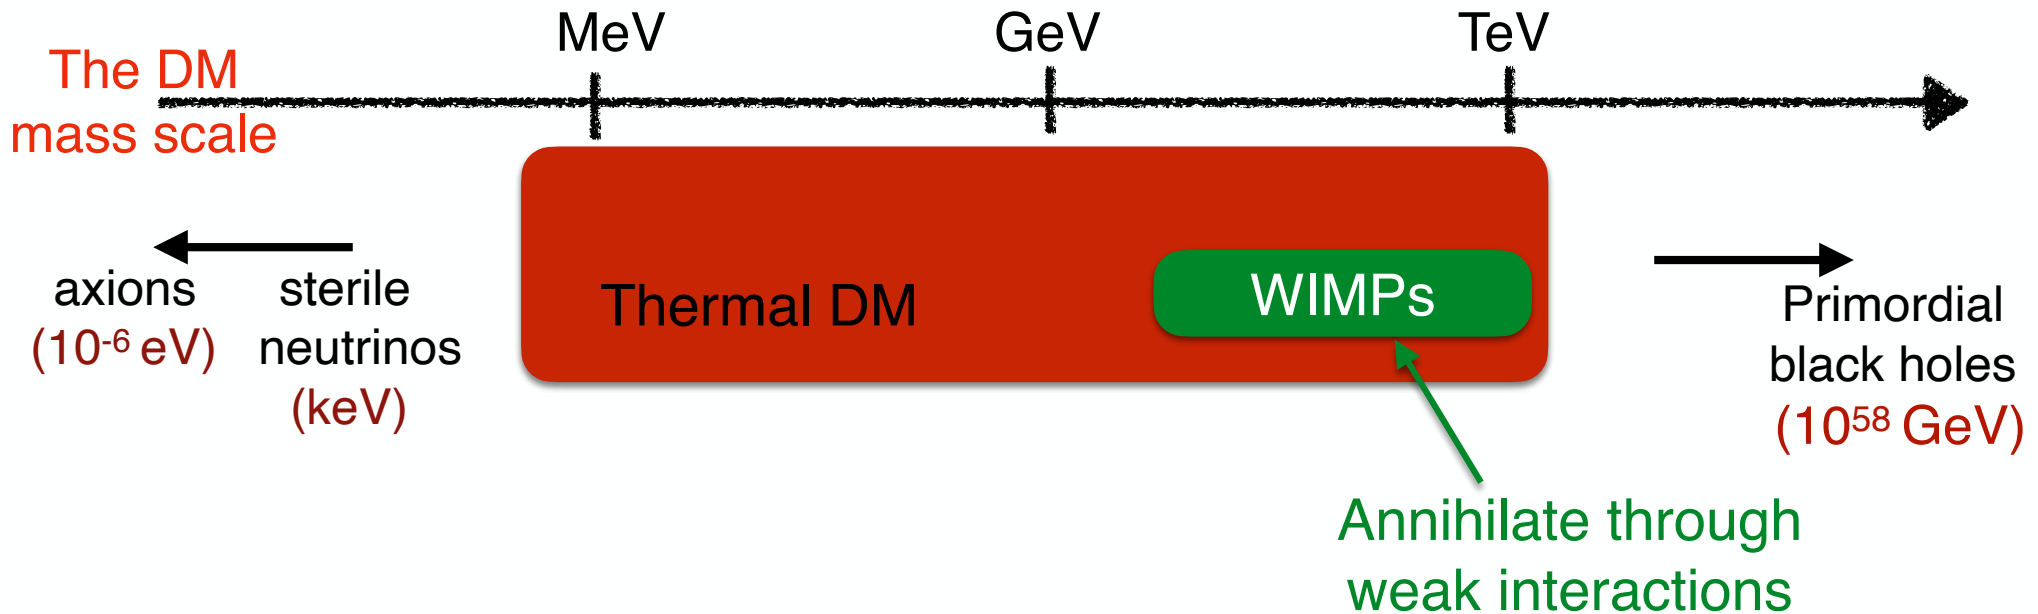 MeV
GeV
TeV
The DM
mass scale
Thermal DM
WIMPs
axions
(10⁻⁶ eV)
sterile
neutrinos
(keV)
Primordial
black holes
(10⁵⁸ GeV)
Annihilate through
weak interactions